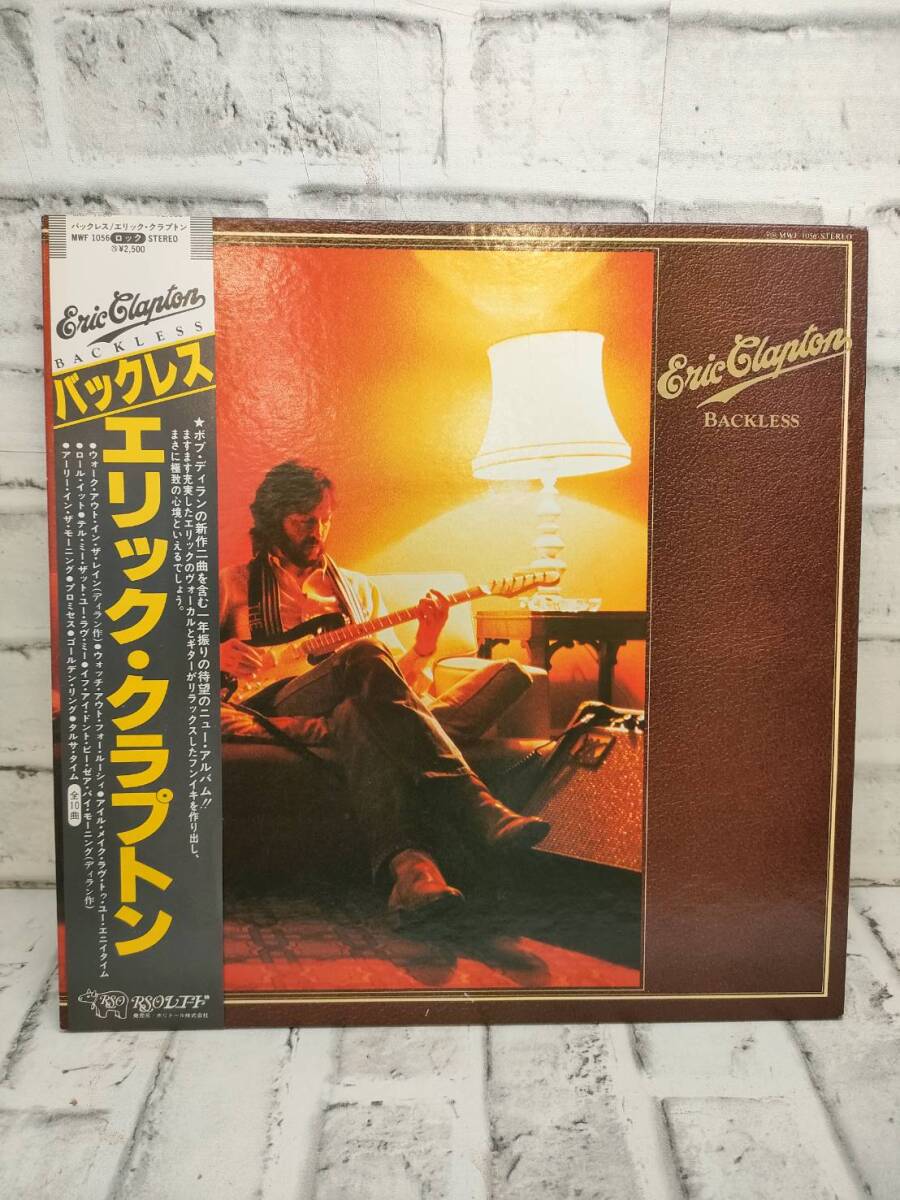 バックレス/エリック・クラプトン
MWF 1056 ロック STEREO
¥2,500
Eric Clapton
BACKLESS
バックレス
エリック・クラプトン
★ボブ・ディランの新作二曲を含む一年振りの待望のニュー・アルバム!!
ますます充実したエリックのヴォーカルとギターがリラックスしたフンイキを作り出し、
まさに極致の心境といえるでしょう。
●ウォーク・アウト・イン・ザ・レイン(ディラン作)●ウォッチ・アウト・フォー・ルーシィ●アイル・メイク・ラヴ・トゥ・ユー・エニイタイム
●ロール・イット●テル・ミー・ザット・ユー・ラヴ・ミー●イフ・アイ・ドント・ビー・ゼア・バイ・モーニング(ディラン作)
●アーリー・イン・ザ・モーニング●プロミセス●ゴールデン・リング●タルサ・タイム 全10曲
RSO RSOレコード
発売元・ポリドール株式会社
MWF 1056 STEREO
Eric Clapton
BACKLESS